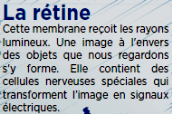 La rétine
Cette membrane reçoit les rayons
lumineux. Une image à l'envers
des objets que nous regardons
s'y forme. Elle contient des
cellules nerveuses spéciales qui
transforment l'image en signaux
électriques.